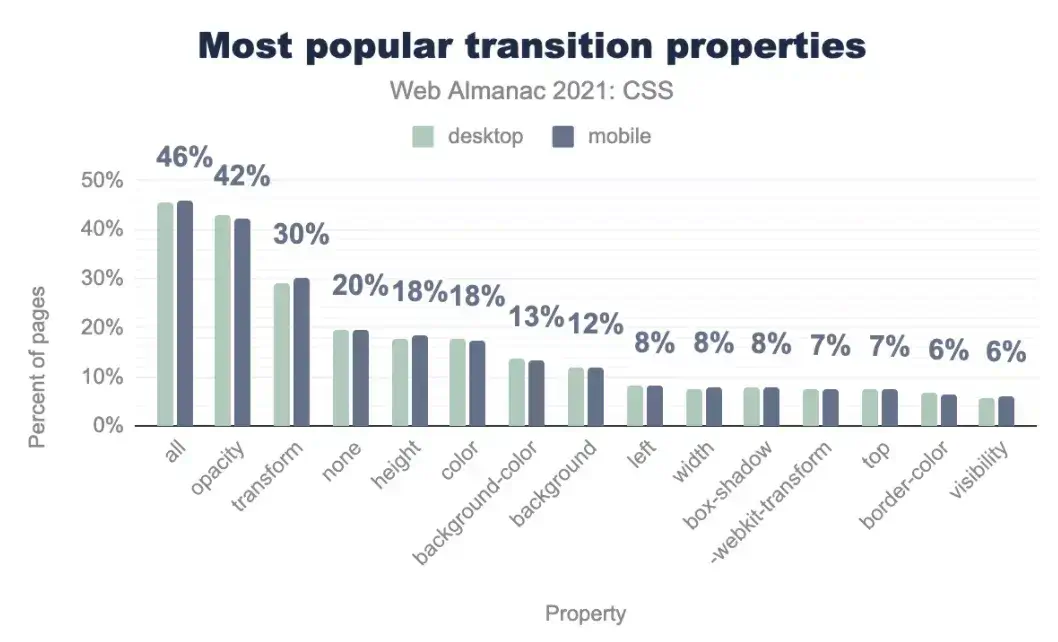 Most popular transition properties
Web Almanac 2021: CSS
desktop mobile
46% 42% 30% 20% 18% 18% 13% 12% 8% 8% 8% 7% 7% 6% 6%
50%
40%
30%
20%
10%
0%
Percent of pages
all
opacity
transform
none
height
color
background-color
background
left
width
box-shadow
-webkit-transform
top
border-color
visibility
Property